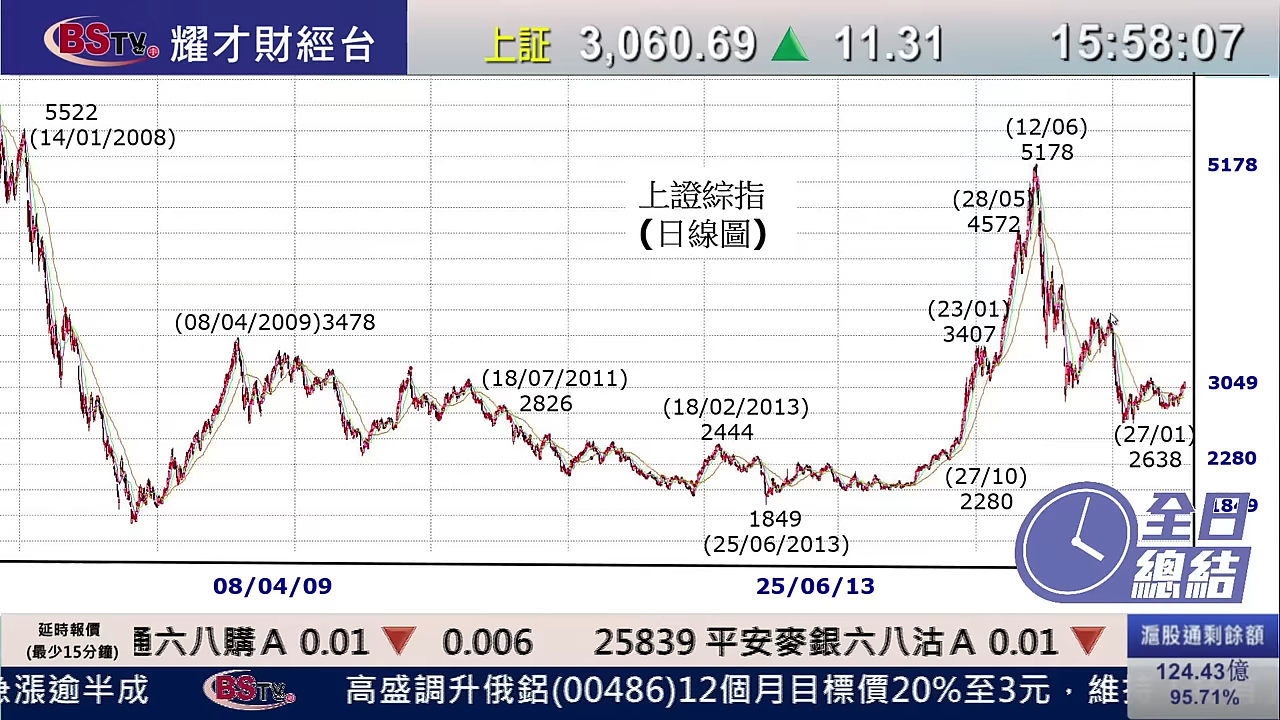 BSTV 耀才財經台
上証 3,060.69 ▲ 11.31 15:58:07
5522
(14/01/2008)
上證綜指
(日線圖)
(12/06)
5178
5178
(28/05)
4572
(08/04/2009)3478
(23/01)
3407
(18/07/2011)
2826
3049
(18/02/2013)
2444
(27/01)
2638
2280
(27/10)
2280
1849
1849
(25/06/2013)
08/04/09
25/06/13
全日
總結
延時報價
(最少15分鐘)
通六八購A 0.01 ▼ 0.006 25839 平安麥銀六八沽A 0.01 ▼
滬股通剩餘額
124.43億
95.71%
漲逾半成 BSTV 高盛調升俄鋁(00486)12個月目標價20%至3元，維持